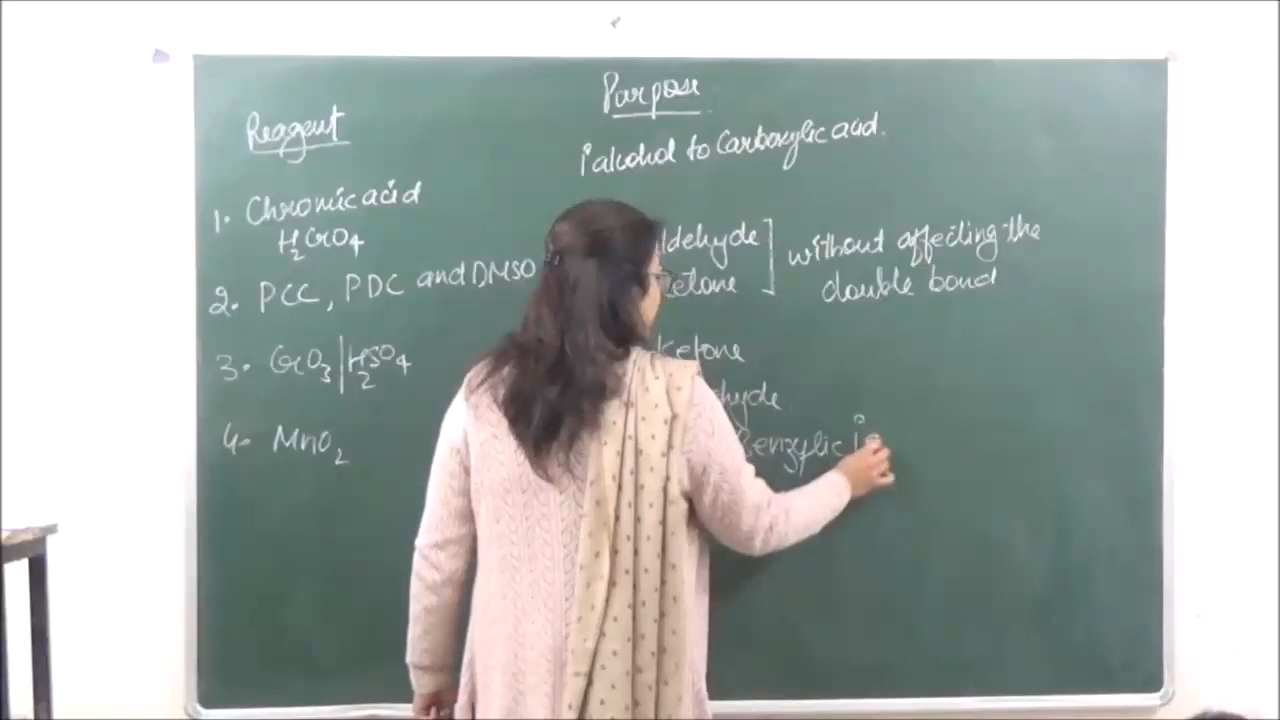 Reagent
Purpose
1° alcohol to Carboxylic acid.
1. Chromic acid
H2CrO4
2. PCC, PDC and DMSO
aldehyde ] without affecting the
ketone double bond
3. CrO3 | H2SO4
ketone
4. MnO2
Benzylic 1°